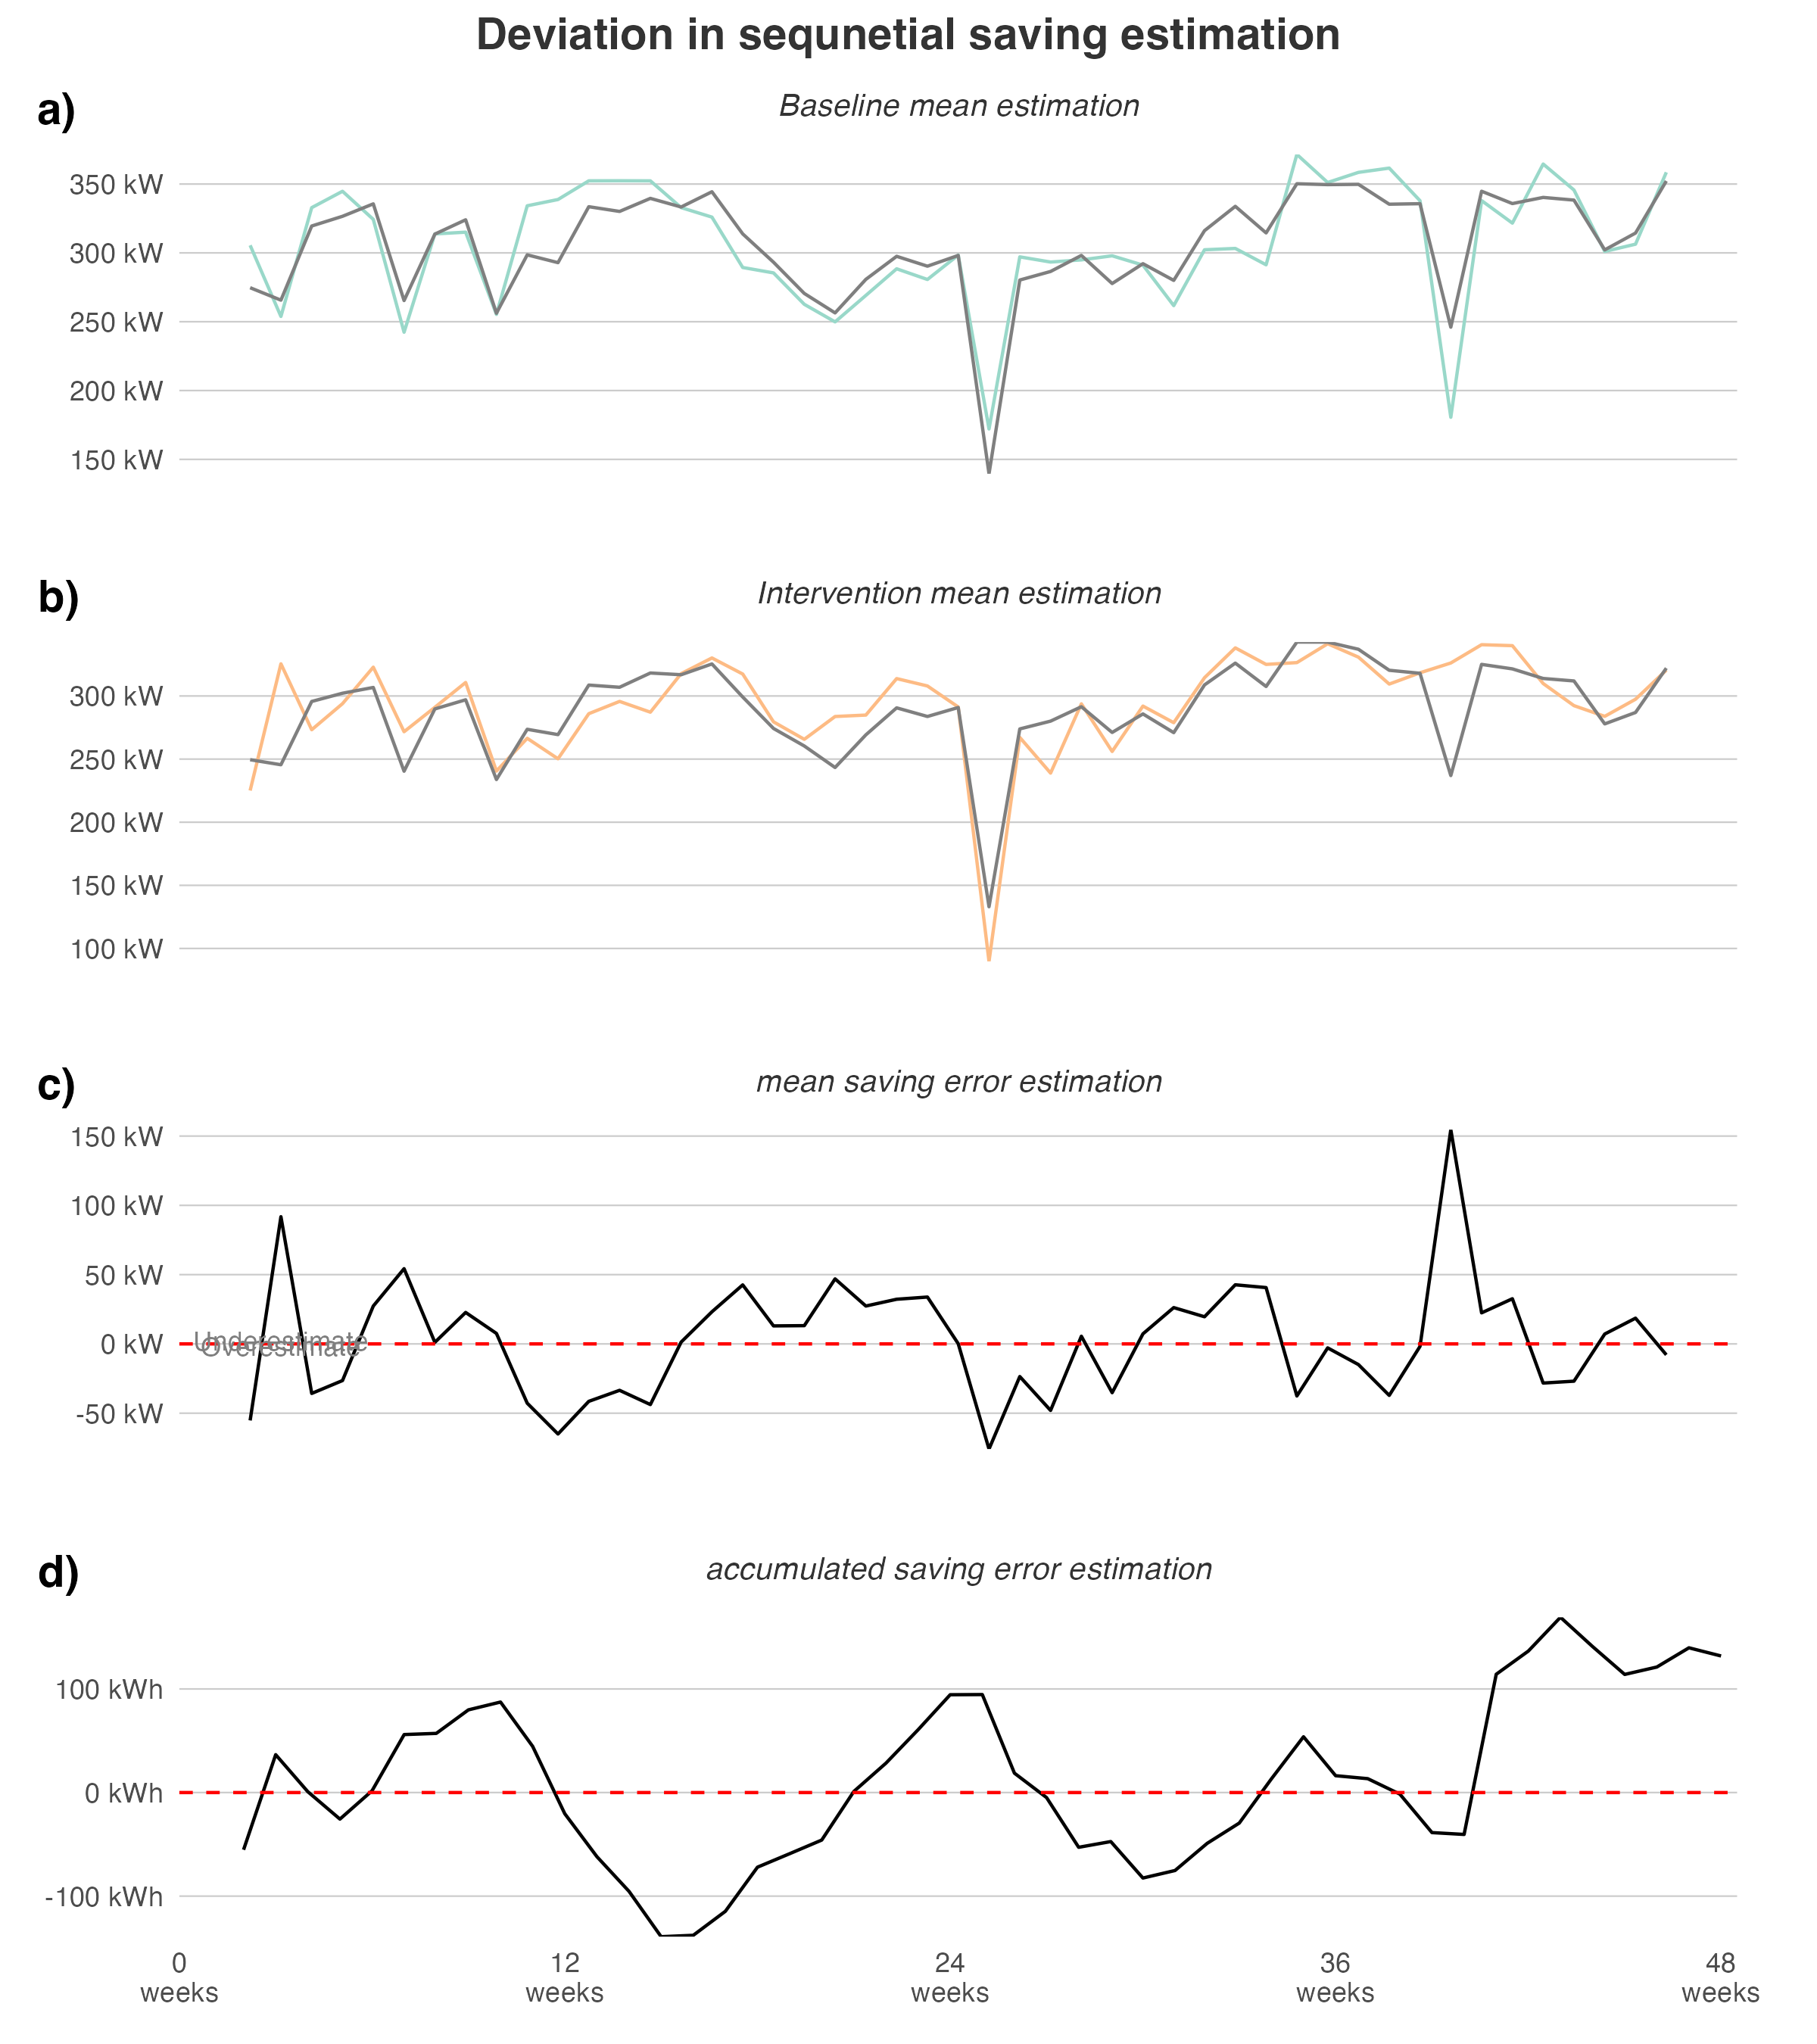 Deviation in sequnetial saving estimation
a)
Baseline mean estimation
350 kW
300 kW
250 kW
200 kW
150 kW
b)
Intervention mean estimation
300 kW
250 kW
200 kW
150 kW
100 kW
c)
mean saving error estimation
150 kW
100 kW
50 kW
Underestimate
0 kW
Overestimate
-50 kW
d)
accumulated saving error estimation
100 kWh
0 kWh
-100 kWh
0 12 24 36 48
weeks weeks weeks weeks weeks